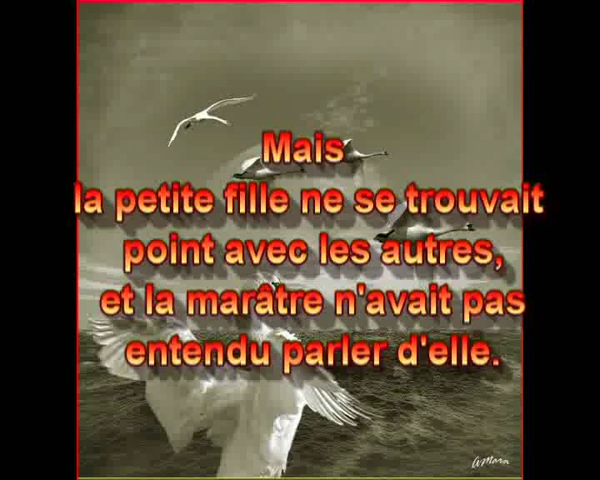 Mais
la petite fille ne se trouvait
point avec les autres,
et la marâtre n'avait pas
entendu parler d'elle.